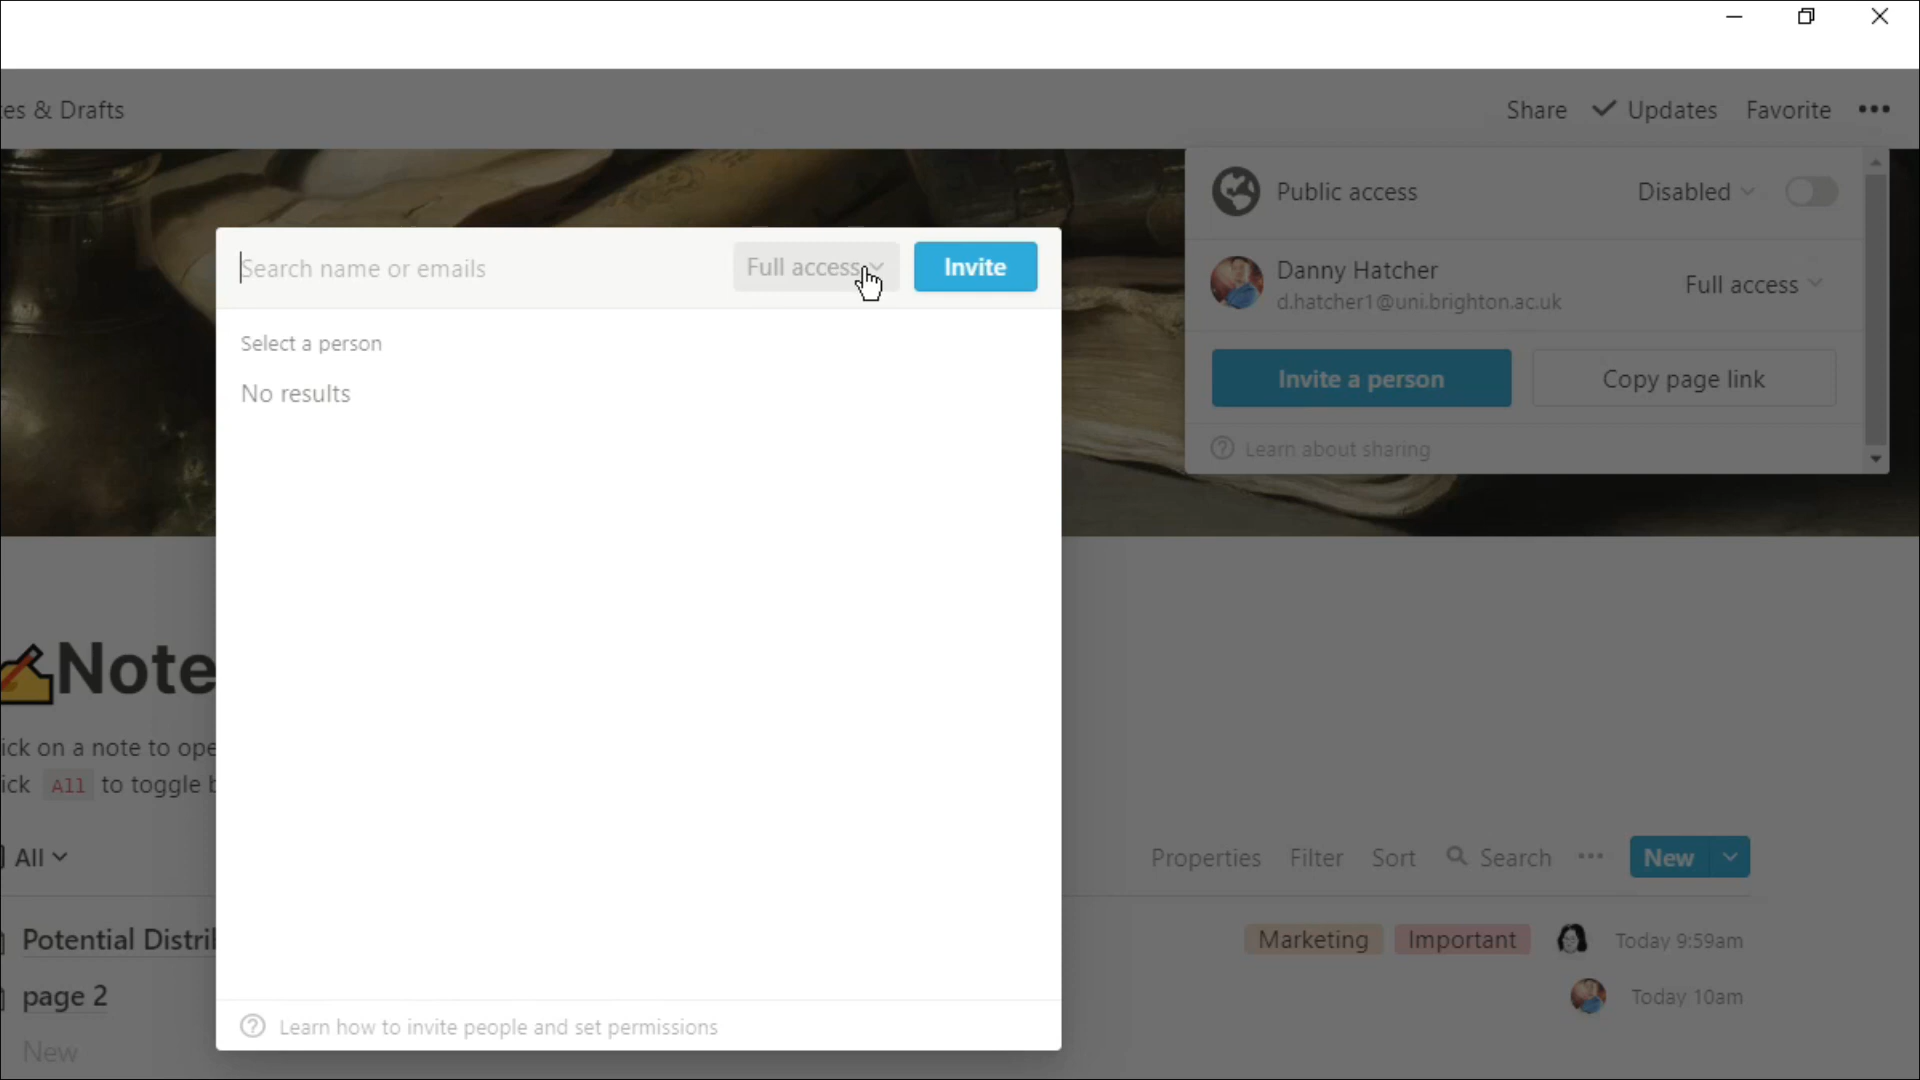 es & Drafts
Share Updates Favorite •••
Public access Disabled
Search name or emails Full access Invite
Danny Hatcher
d.hatcher1@uni.brighton.ac.uk
Full access
Select a person
No results
Invite a person Copy page link
Learn about sharing
Note
ick on a note to ope
ick All to toggle b
All
Properties Filter Sort Search ••• New
Potential Distrib Marketing Important Today 9:59am
page 2 Today 10am
New
Learn how to invite people and set permissions